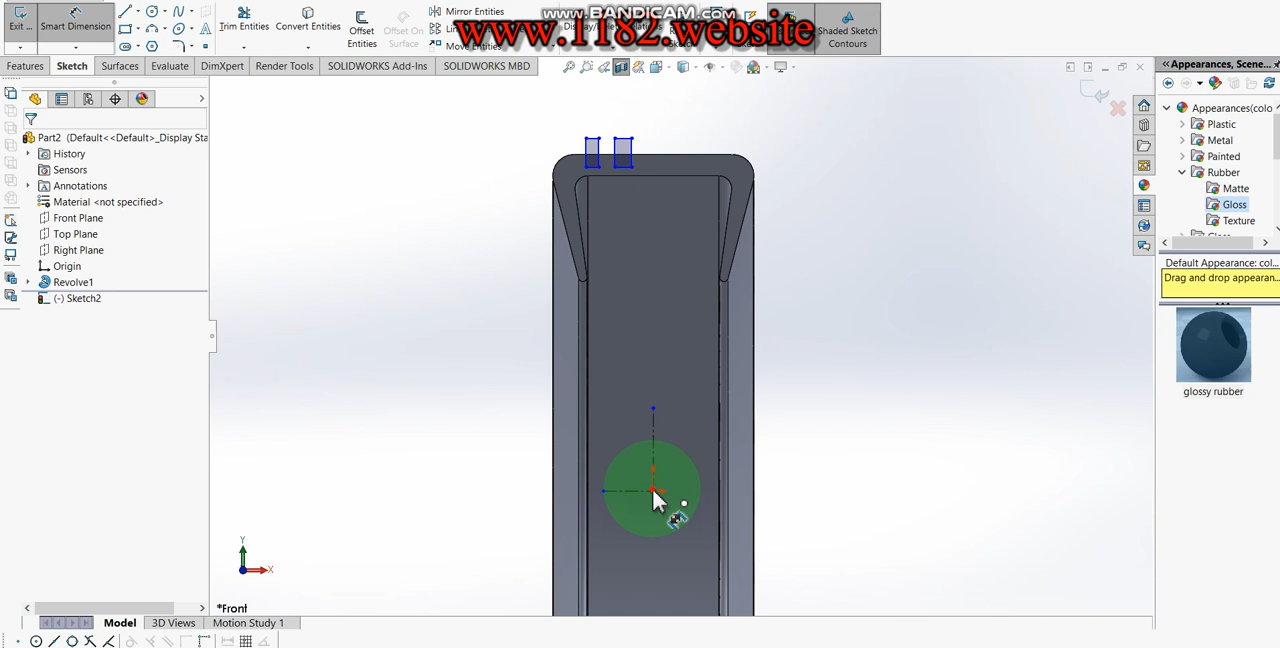 www.BANDICAM.com
www.1182.website
Exit ...
Smart Dimension
Trim Entities
Convert Entities
Offset Entities
Offset On Surface
Mirror Entities
Move Entities
Shaded Sketch Contours
Features
Sketch
Surfaces
Evaluate
DimXpert
Render Tools
SOLIDWORKS Add-Ins
SOLIDWORKS MBD
Appearances, Scene...
Part2 (Default<<Default>_Display Sta
History
Sensors
Annotations
Material <not specified>
Front Plane
Top Plane
Right Plane
Origin
Revolve1
(-) Sketch2
Appearances(colo
Plastic
Metal
Painted
Rubber
Matte
Gloss
Texture
Default Appearance: col...
Drag and drop appearan...
glossy rubber
Y
X
*Front
Model
3D Views
Motion Study 1